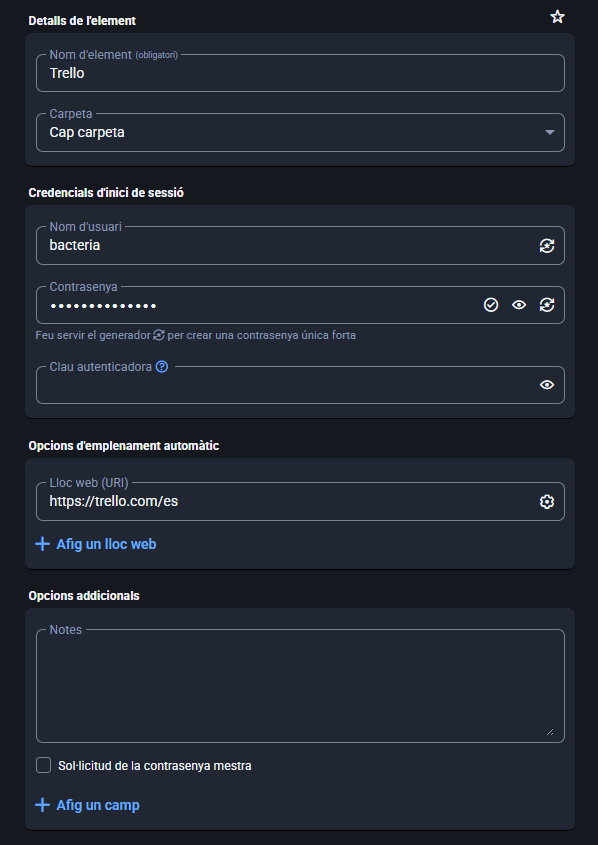 Detalls de l'element
Nom d'element (obligatori)
Trello
Carpeta
Cap carpeta
Credencials d'inici de sessió
Nom d'usuari
bacteria
Contrasenya
••••••••••••••
Feu servir el generador per crear una contrasenya única forta
Clau autenticadora
Opcions d'emplenament automàtic
Lloc web (URI)
https://trello.com/es
Afig un lloc web
Opcions addicionals
Notes
Sol·licitud de la contrasenya mestra
Afig un camp